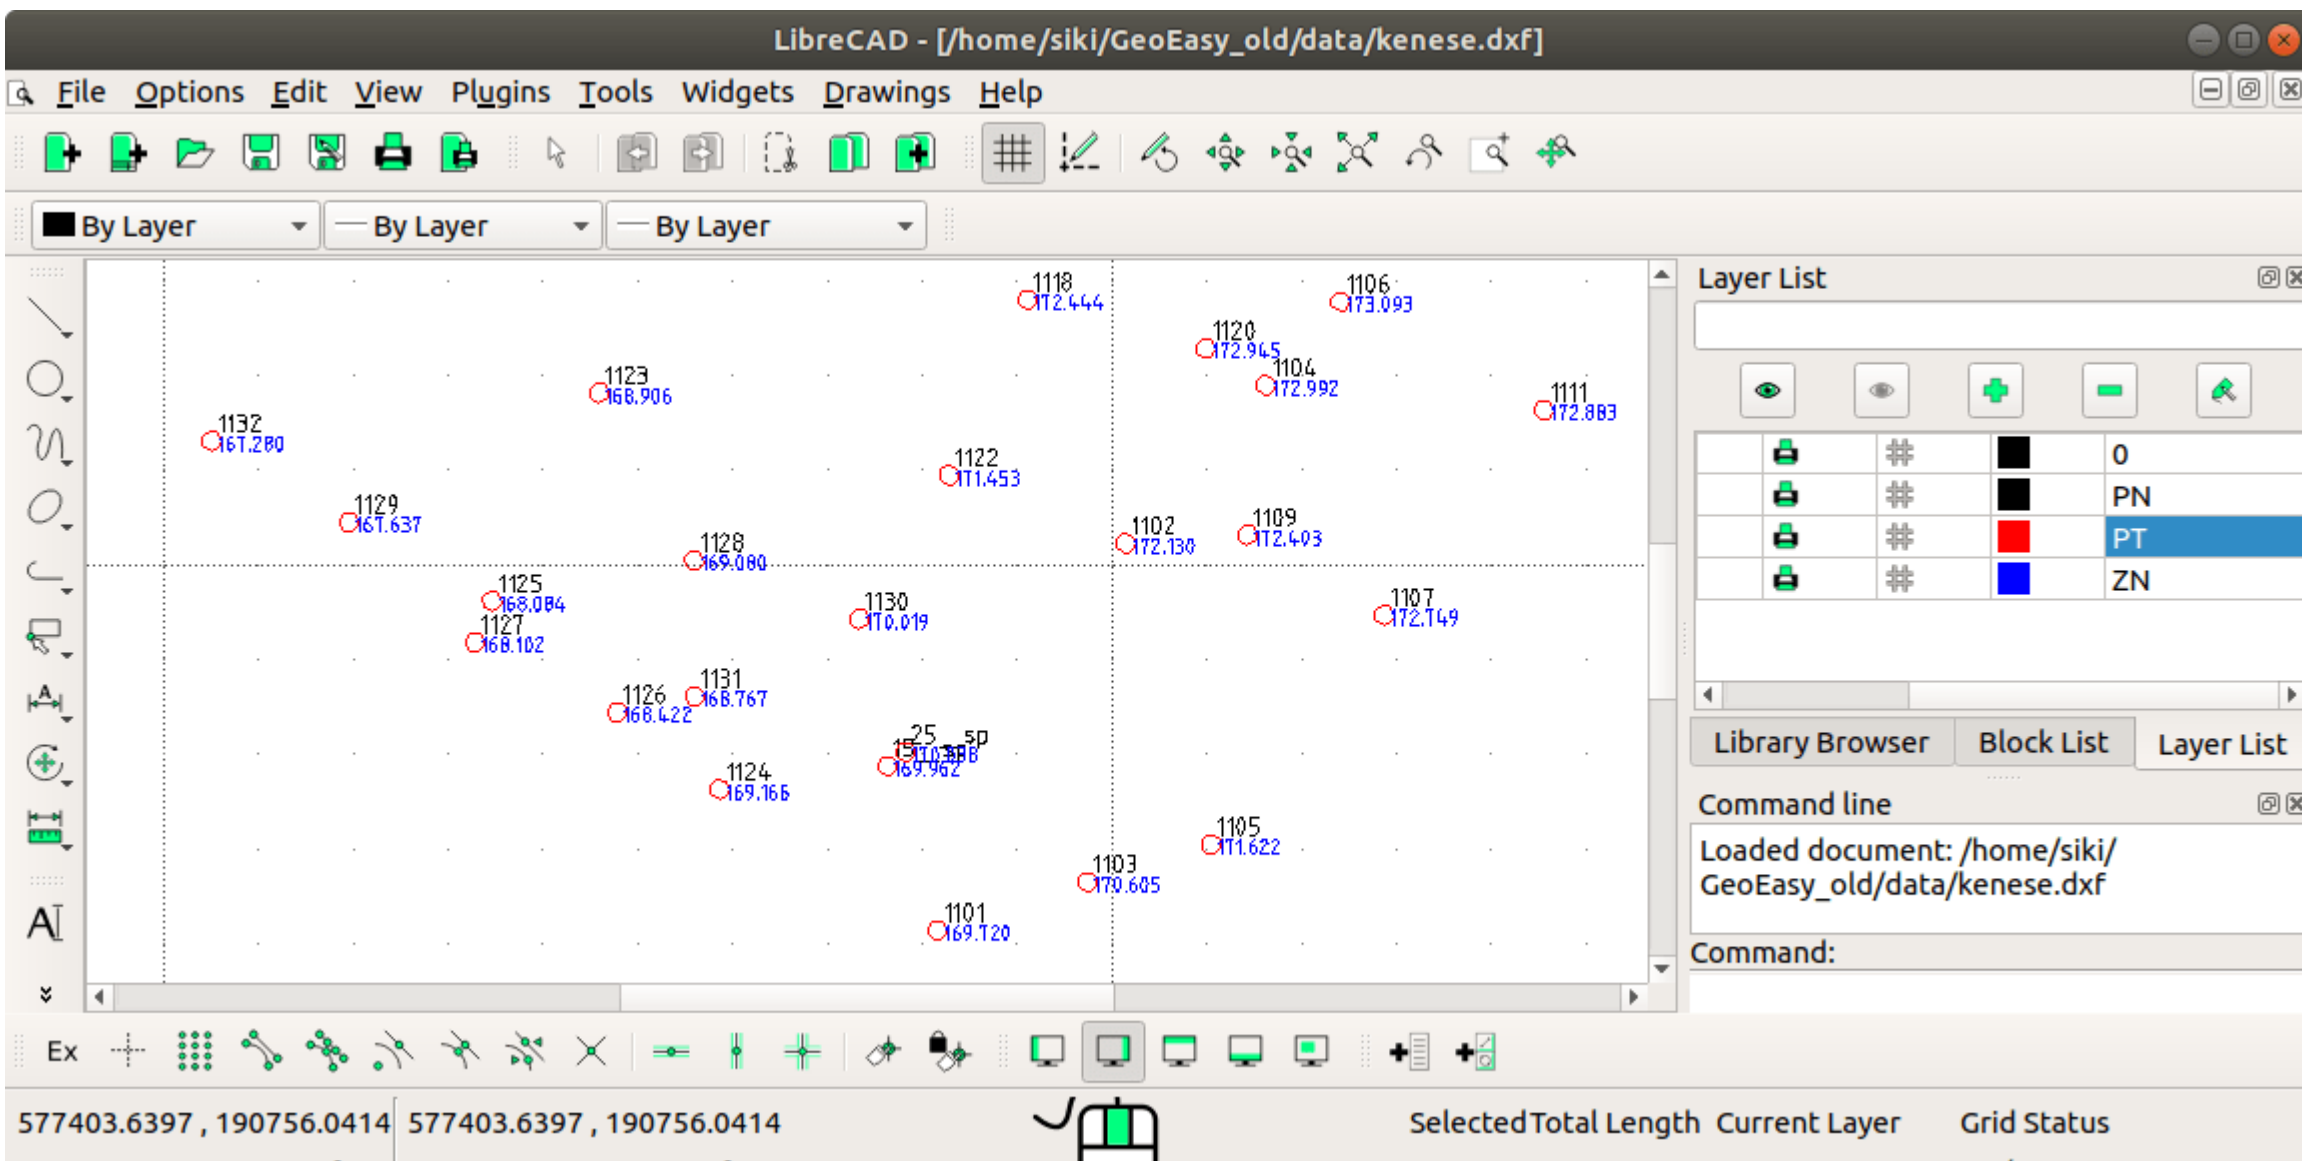 LibreCAD - [/home/siki/GeoEasy_old/data/kenese.dxf]
File Options Edit View Plugins Tools Widgets Drawings Help
By Layer By Layer By Layer
1118
172.444
1106
173.093
1120
172.945
1104
172.992
1123
168.906
1111
172.883
1132
167.280
1122
171.453
1129
167.637
1102
172.130
1109
172.403
1128
169.080
1125
168.084
1130
170.019
1107
172.749
1127
168.102
1131
168.767
1126
168.422
25_sp
169.962
1124
169.166
1105
171.622
1103
170.605
1101
169.720
Layer List
0
PN
PT
ZN
Library Browser Block List Layer List
Command line
Loaded document: /home/siki/
GeoEasy_old/data/kenese.dxf
Command:
A
Ex
577403.6397 , 190756.0414 577403.6397 , 190756.0414 Selected Total Length Current Layer Grid Status